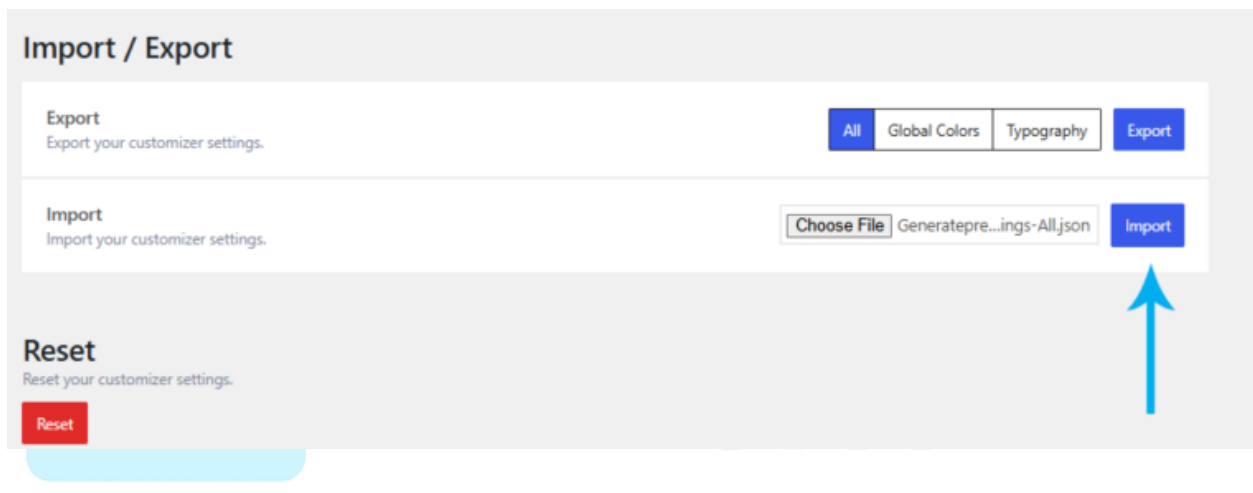 Import / Export
Export
Export your customizer settings.
All Global Colors Typography Export
Import
Import your customizer settings.
Choose File Generatepre...ings-All.json Import
Reset
Reset your customizer settings.
Reset